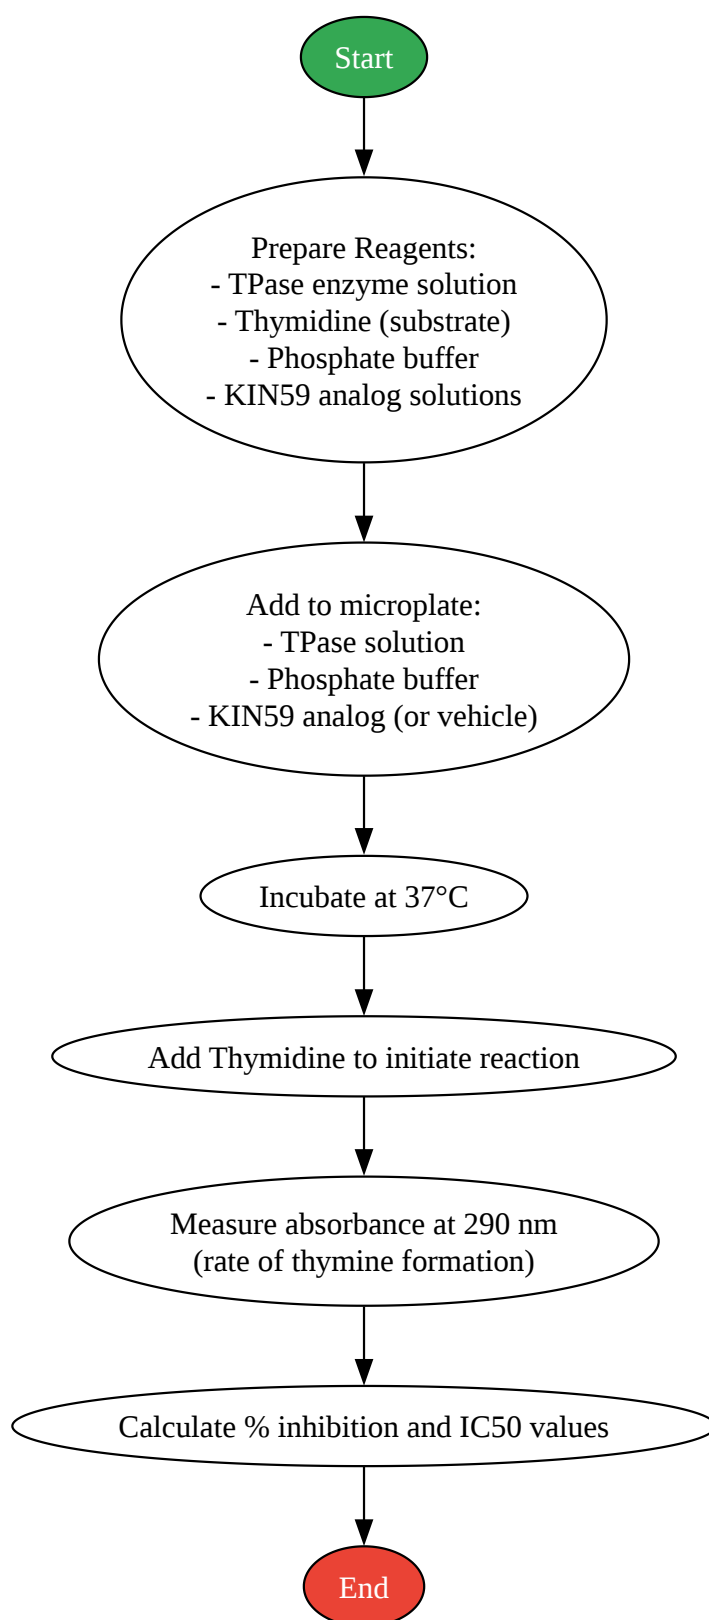 Start
Prepare Reagents:
- TPase enzyme solution
- Thymidine (substrate)
- Phosphate buffer
- KIN59 analog solutions
Add to microplate:
- TPase solution
- Phosphate buffer
- KIN59 analog (or vehicle)
Incubate at 37°C
Add Thymidine to initiate reaction
Measure absorbance at 290 nm
(rate of thymine formation)
Calculate % inhibition and IC50 values
End